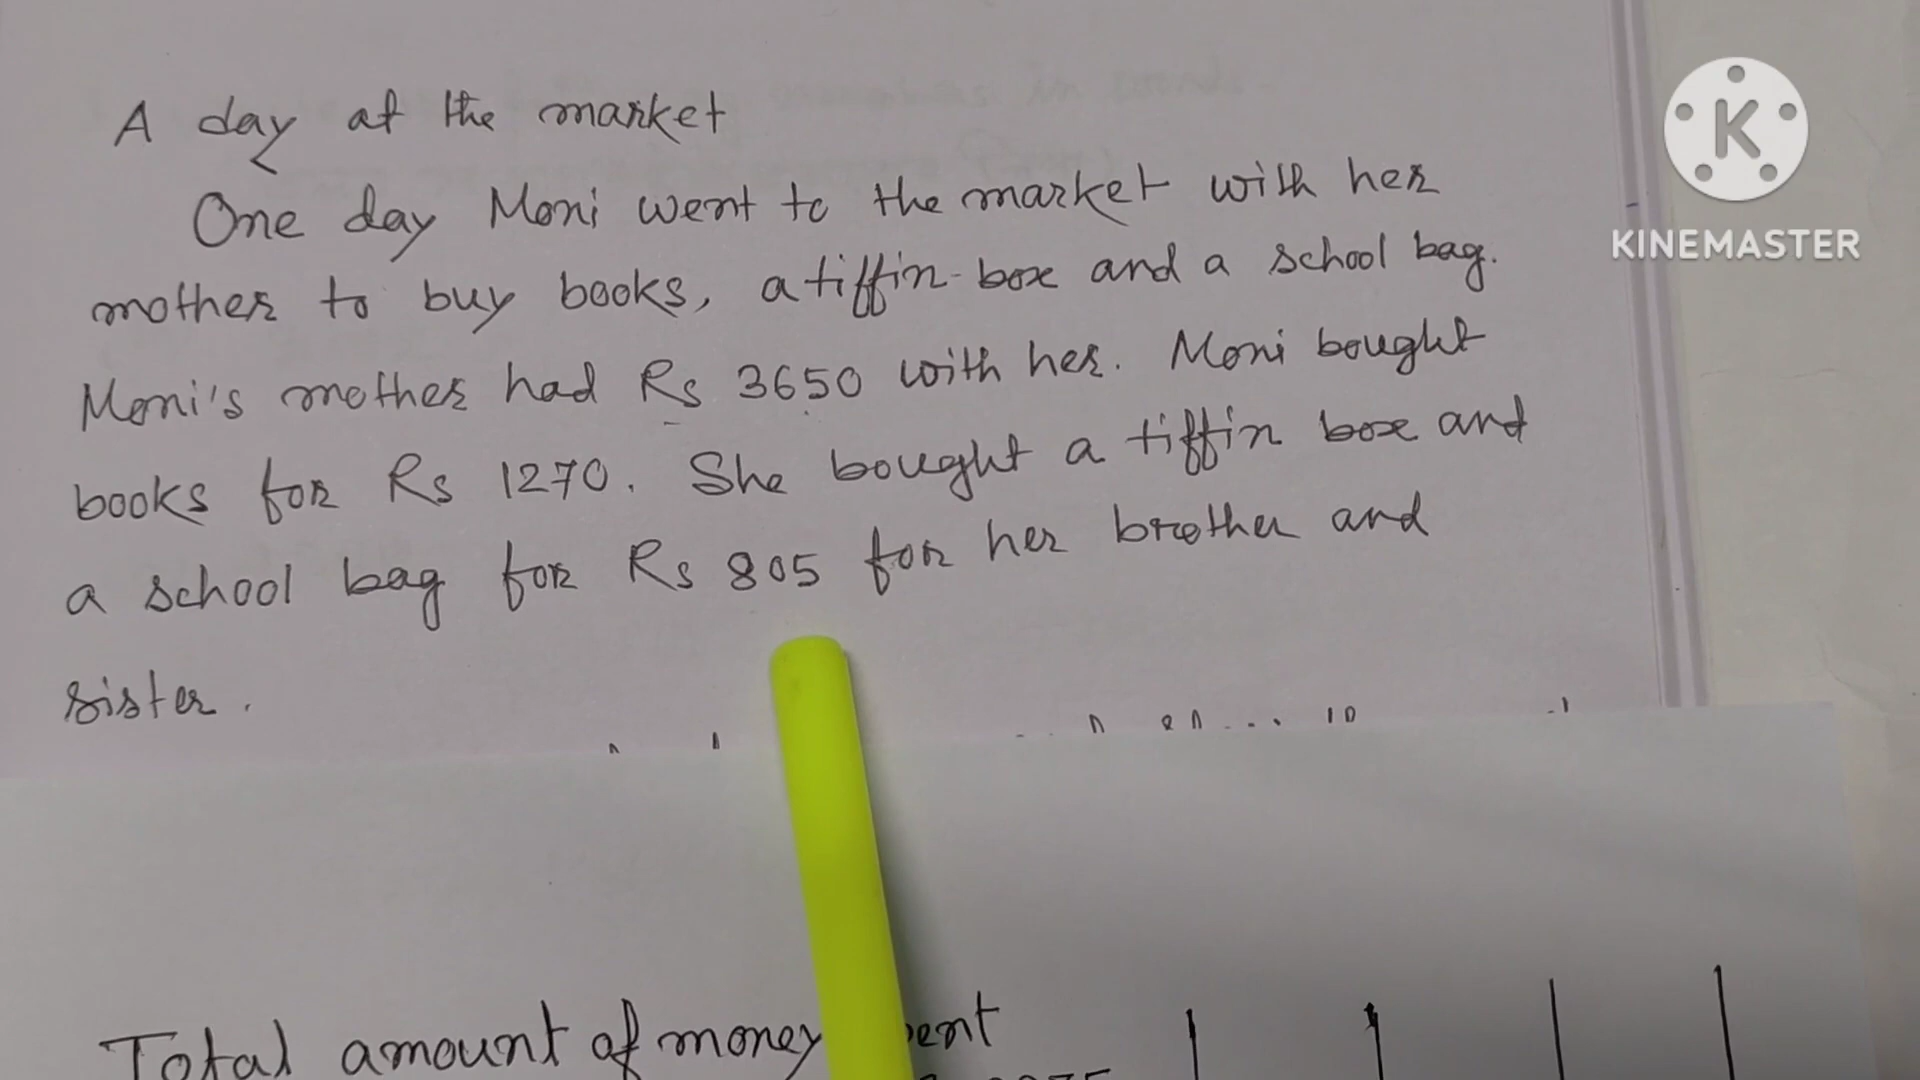 A day at the market
One day Moni went to the market with her
mother to buy books, a tiffin-box and a school bag.
Moni's mother had Rs 3650 with her. Moni bought
books for Rs 1270. She bought a tiffin box and
a school bag for Rs 805 for her brother and
sister.
Total amount of money
K
KINEMASTER